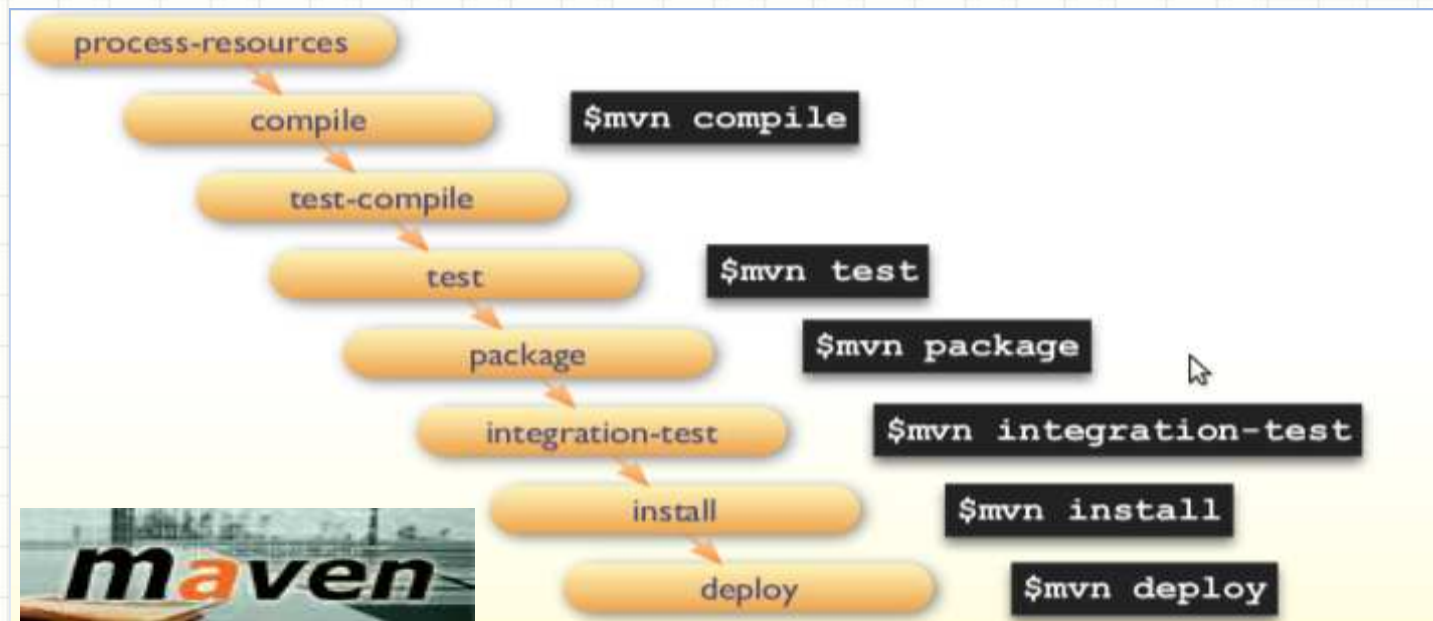 process-resources
compile
$mvn compile
test-compile
test
$mvn test
package
$mvn package
integration-test
$mvn integration-test
install
$mvn install
maven
deploy
$mvn deploy